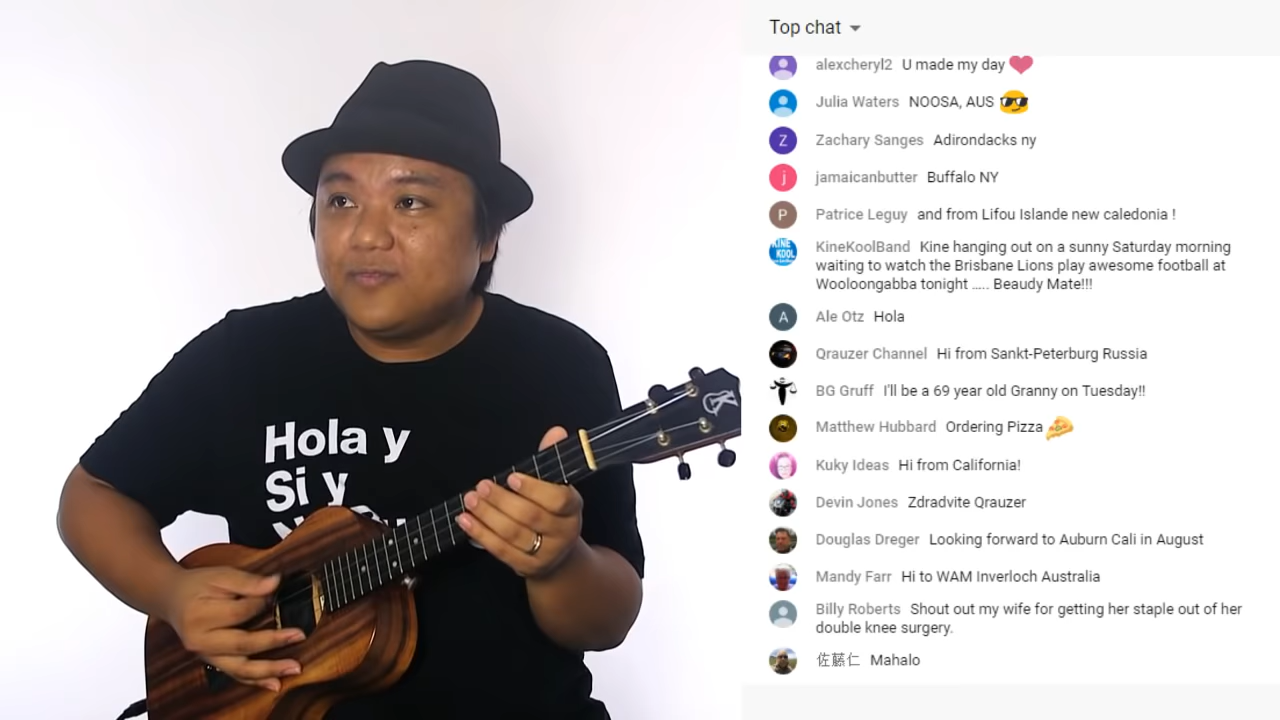 Top chat
alexcheryl2 U made my day
Julia Waters NOOSA, AUS
Z Zachary Sanges Adirondacks ny
j jamaicanbutter Buffalo NY
P Patrice Leguy and from Lifou Islande new caledonia !
KINE KOOL
KineKoolBand Kine hanging out on a sunny Saturday morning
waiting to watch the Brisbane Lions play awesome football at
Wooloongabba tonight ..... Beaudy Mate!!!
A Ale Otz Hola
Qrauzer Channel Hi from Sankt-Peterburg Russia
BG Gruff I'll be a 69 year old Granny on Tuesday!!
Matthew Hubbard Ordering Pizza
Kuky Ideas Hi from California!
Devin Jones Zdradvite Qrauzer
Douglas Dreger Looking forward to Auburn Cali in August
Mandy Farr Hi to WAM Inverloch Australia
Billy Roberts Shout out my wife for getting her staple out of her
double knee surgery.
佐藤仁 Mahalo
Hola y
Si y
K